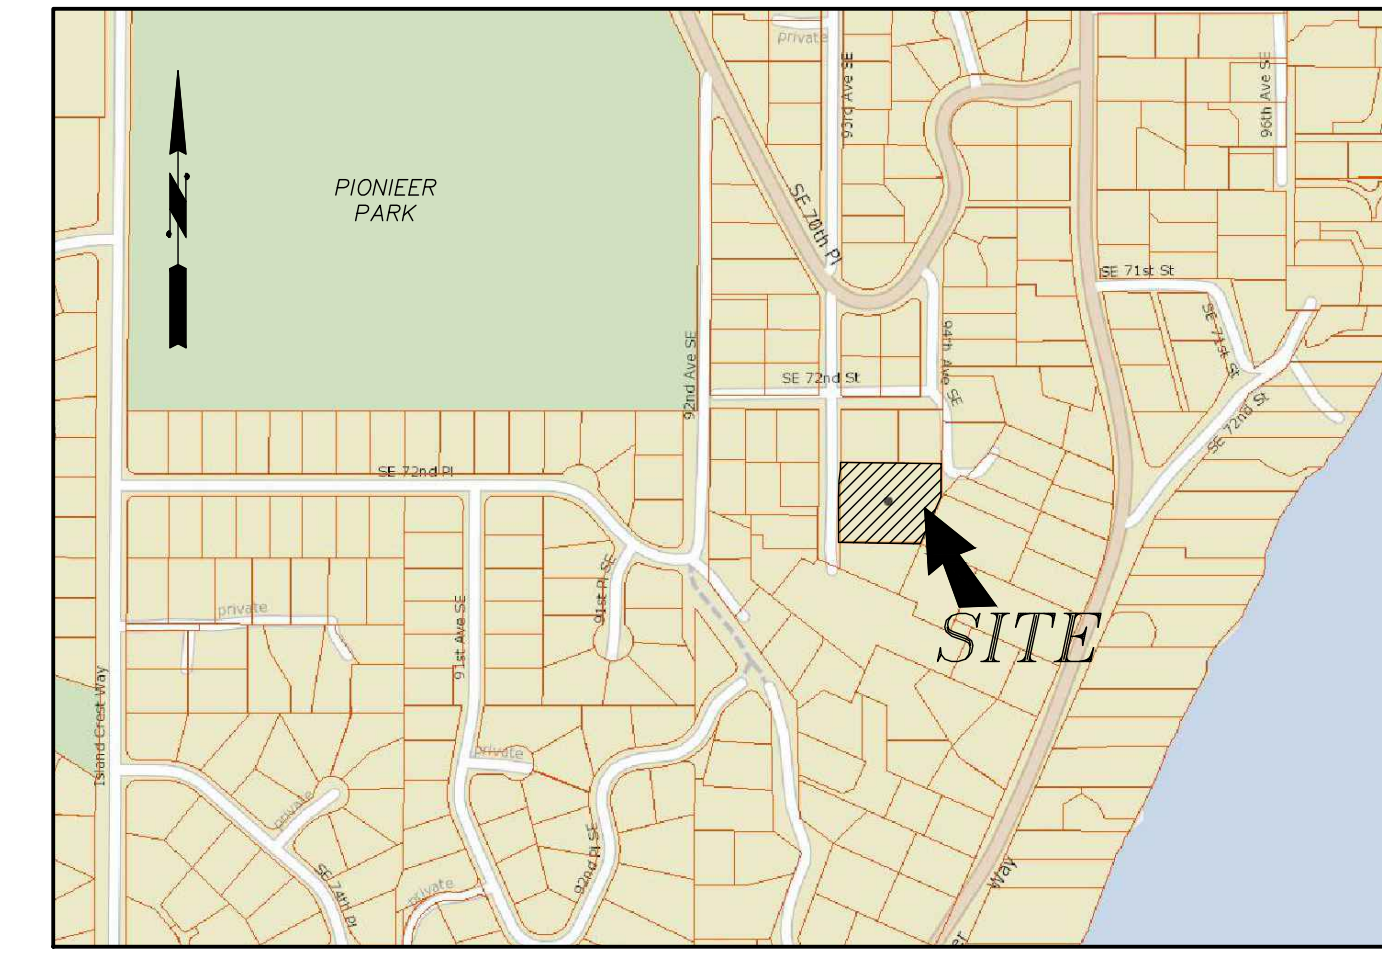 private
93rd Ave SE
96th Ave SE
N
PIONIEER
PARK
SE 70th Pl
SE 71st St
SE 71st St
92nd Ave SE
94th Ave SE
SE 72nd St
SE 72nd St
SE 72nd Pl
91st Pl SE
91st Ave SE
private
SITE
Island Crest Way
private
private
92nd Pl SE
SE 74th Pl
private
Way
er